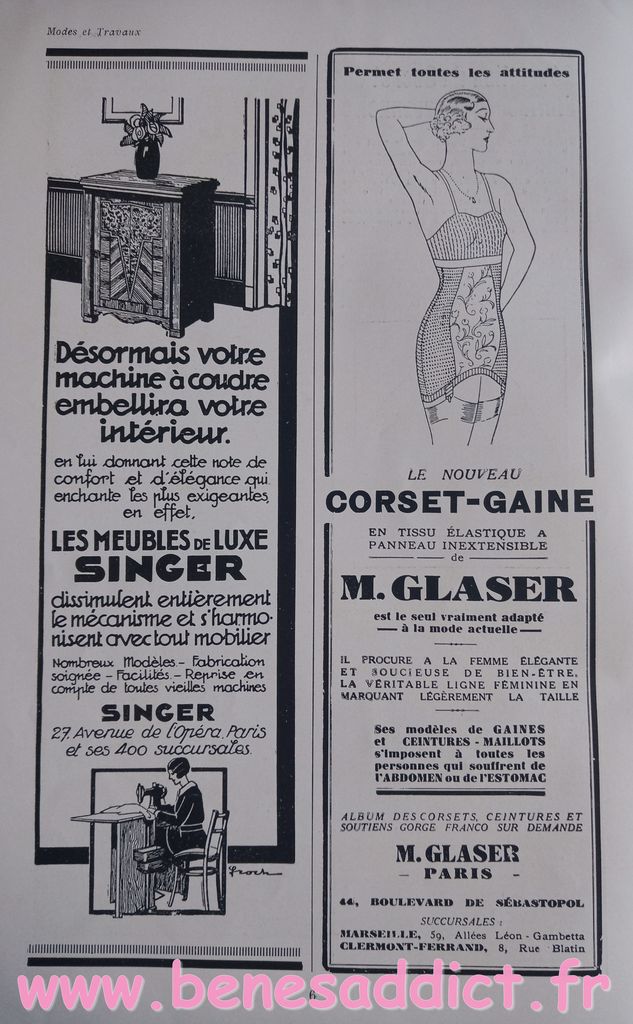 Modes et Travaux
Désormais votre
machine à coudre
embellira votre
intérieur.
en lui donnant cette note de
confort et d'élégance qui
enchante les plus exigeantes,
en effet,
LES MEUBLES DE LUXE
SINGER
dissimulent entièrement
le mécanisme et s'harmo-
nisent avec tout mobilier
Nombreux Modèles - Fabrication
soignée - Facilités - Reprise en
compte de toutes vieilles machines
SINGER
27, Avenue de l'Opéra, Paris
et ses 400 succursales.
Permet toutes les attitudes
LE NOUVEAU
CORSET-GAINE
EN TISSU ÉLASTIQUE A
PANNEAU INEXTENSIBLE
de
M. GLASER
est le seul vraiment adapté
à la mode actuelle
IL PROCURE A LA FEMME ÉLÉGANTE
ET SOUCIEUSE DE BIEN-ÊTRE,
LA VÉRITABLE LIGNE FÉMININE EN
MARQUANT LÉGÈREMENT LA TAILLE
Ses modèles de GAINES
et CEINTURES - MAILLOTS
s'imposent à toutes les
personnes qui souffrent de
l'ABDOMEN ou de l'ESTOMAC
ALBUM DES CORSETS, CEINTURES ET
SOUTIENS GORGE FRANCO SUR DEMANDE
M. GLASER
- PARIS -
44, BOULEVARD DE SÉBASTOPOL
SUCCURSALES :
MARSEILLE, 59, Allées Léon - Gambetta
CLERMONT-FERRAND, 8, Rue Blatin
www.benesaddict.fr